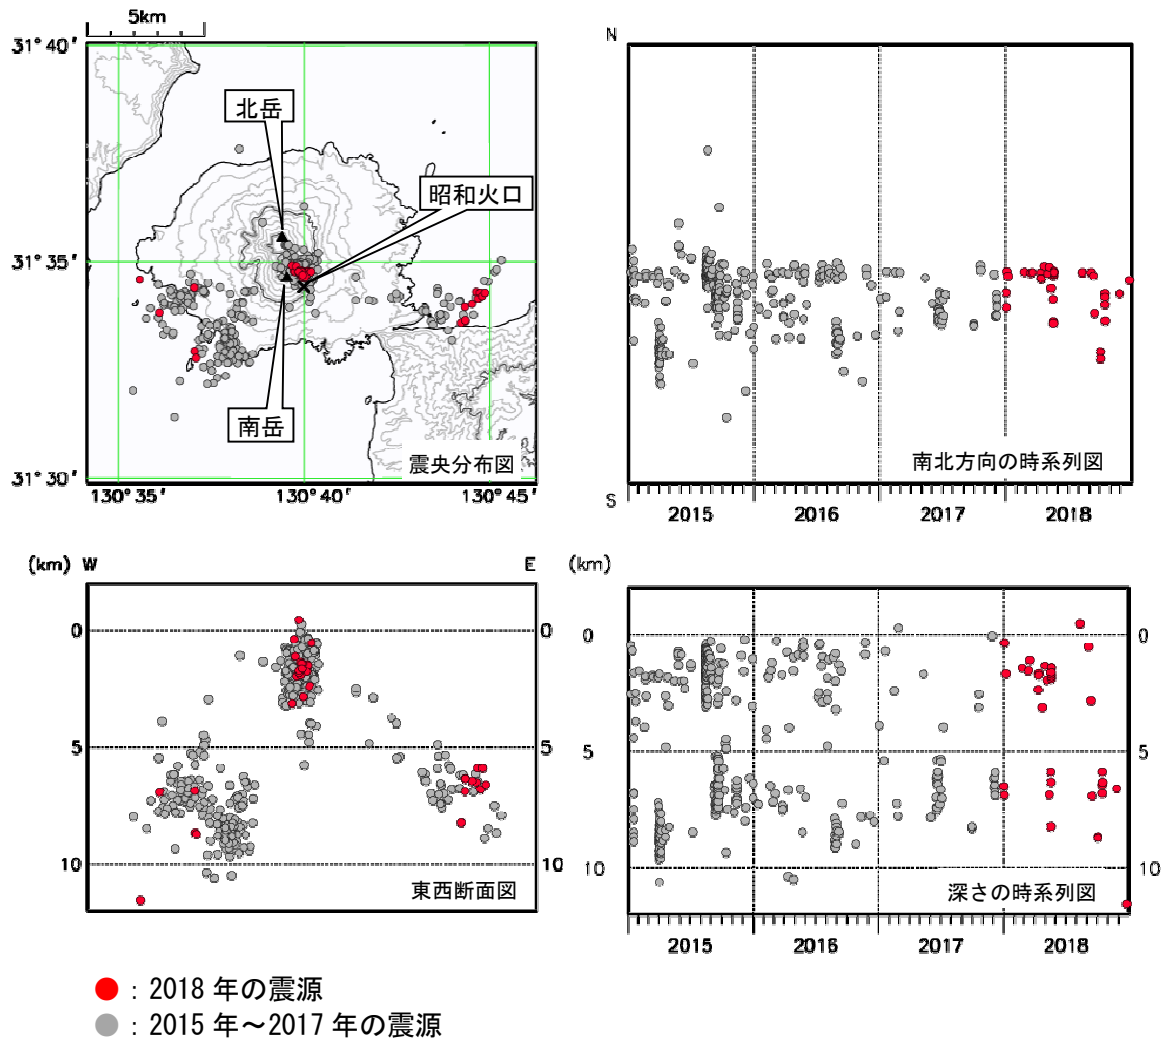 5km
31°40′
31°35′
31°30′
130°35′
130°40′
130°45′
北岳
昭和火口
南岳
震央分布図
N
S
南北方向の時系列図
2015
2016
2017
2018
(km) W
E
0
5
10
0
5
10
東西断面図
(km)
0
5
10
0
5
10
深さの時系列図
2015
2016
2017
2018
：2018 年の震源
：2015 年～2017 年の震源